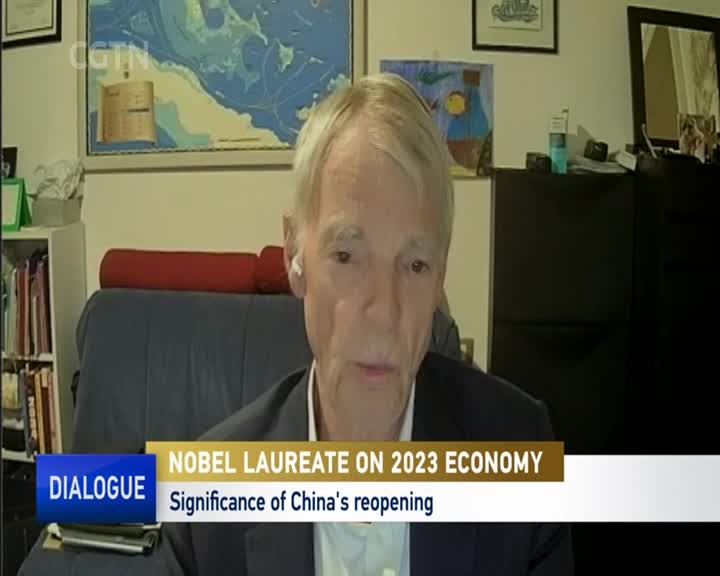 CGTN
NOBEL LAUREATE ON 2023 ECONOMY
DIALOGUE
Significance of China's reopening